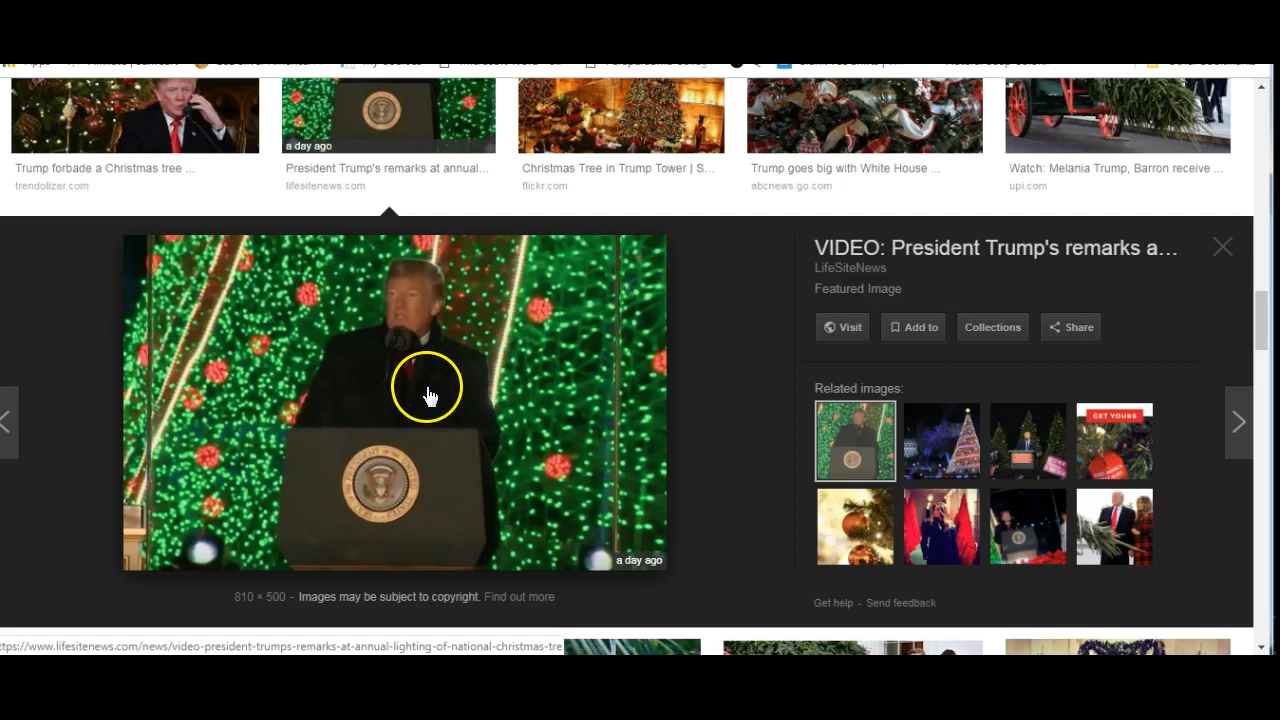 a day ago
Trump forbade a Christmas tree ...
President Trump's remarks at annual...
Christmas Tree in Trump Tower | S...
Trump goes big with White House ...
Watch: Melania Trump, Barron receive ...
trendolizer.com
lifesitenews.com
flickr.com
abcnews.go.com
upi.com
VIDEO: President Trump's remarks a...
LifeSiteNews
Featured Image
Visit
Add to
Collections
Share
Related images:
GET YOURS
a day ago
810 × 500 - Images may be subject to copyright. Find out more
Get help - Send feedback
ttps://www.lifesitenews.com/news/video-president-trumps-remarks-at-annual-lighting-of-national-christmas-tre